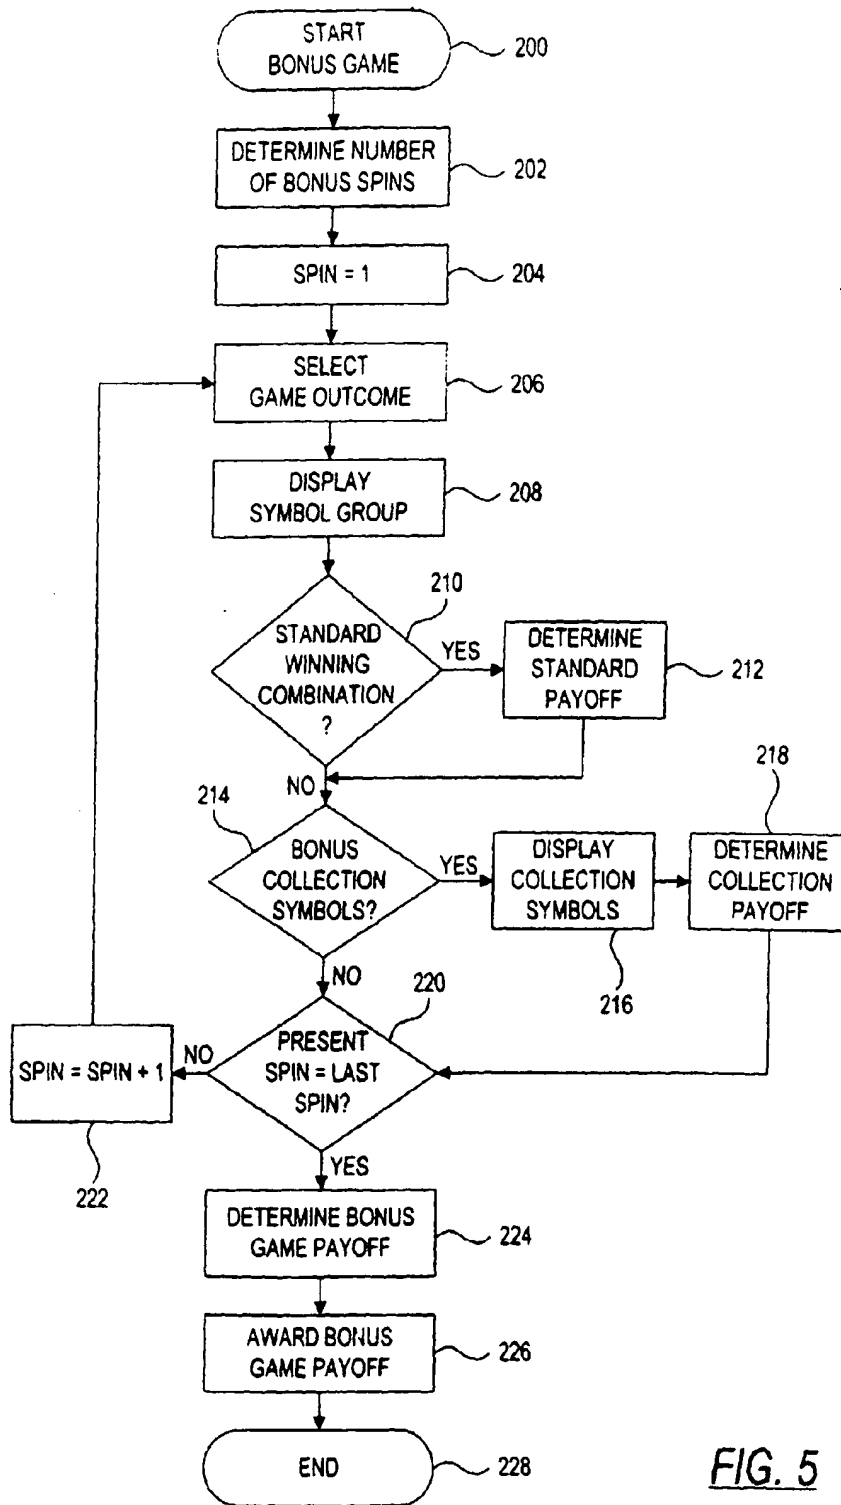 START
BONUS GAME
200
DETERMINE NUMBER
OF BONUS SPINS
202
SPIN = 1
204
SELECT
GAME OUTCOME
206
DISPLAY
SYMBOL GROUP
208
210
STANDARD
WINNING
COMBINATION
?
YES
DETERMINE
STANDARD
PAYOFF
212
NO
214
BONUS
COLLECTION
SYMBOLS?
YES
DISPLAY
COLLECTION
SYMBOLS
216
218
DETERMINE
COLLECTION
PAYOFF
NO
220
PRESENT
SPIN = LAST
SPIN?
NO
SPIN = SPIN + 1
222
YES
DETERMINE BONUS
GAME PAYOFF
224
AWARD BONUS
GAME PAYOFF
226
END
228
FIG. 5